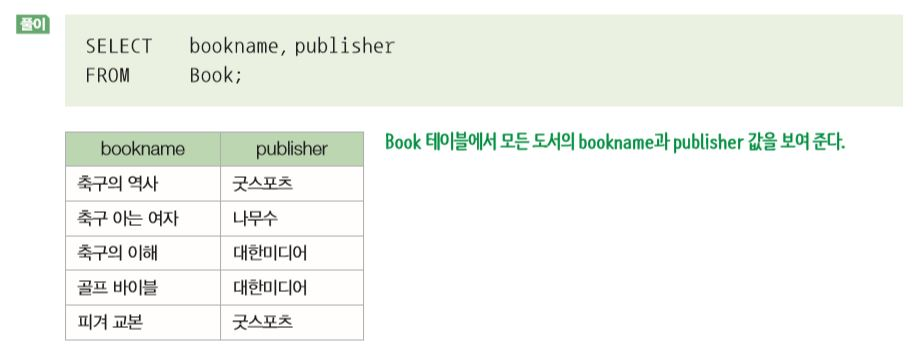 풀이
SELECT bookname, publisher
FROM Book;
bookname publisher
축구의 역사 굿스포츠
축구 아는 여자 나무수
축구의 이해 대한미디어
골프 바이블 대한미디어
피겨 교본 굿스포츠
Book 테이블에서 모든 도서의 bookname과 publisher 값을 보여 준다.